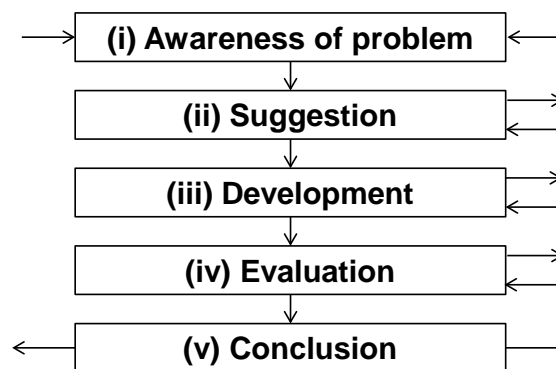 (i) Awareness of problem
(ii) Suggestion
(iii) Development
(iv) Evaluation
(v) Conclusion